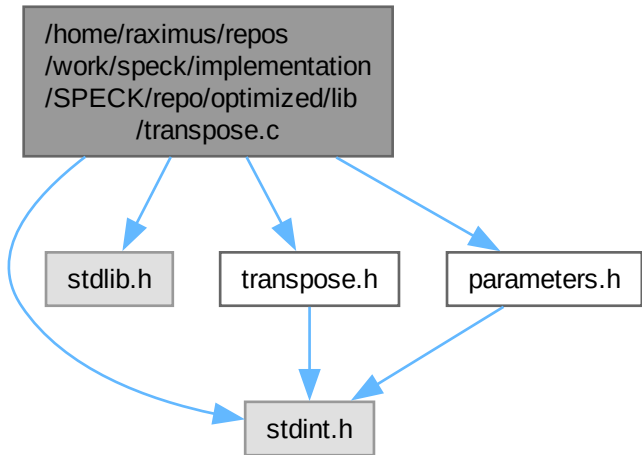 /home/raximus/repos
/work/speck/implementation
/SPECK/repo/optimized/lib
/transpose.c
stdlib.h
transpose.h
parameters.h
stdint.h